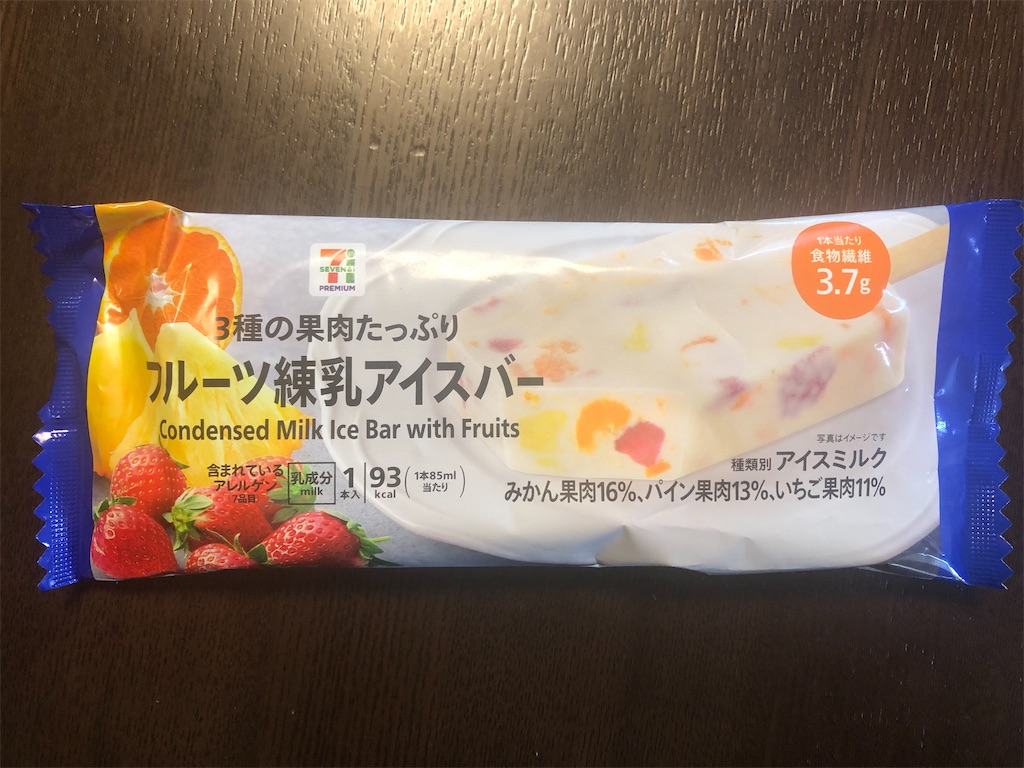 7i
SEVEN&i
PREMIUM
3種の果肉たっぷり
フルーツ練乳アイスバー
Condensed Milk Ice Bar with Fruits
含まれている
アレルゲン
7品目
乳成分
milk
1
本入
93
kcal
(1本85ml
当たり)
1本当たり
食物繊維
3.7g
写真はイメージです
種類別 アイスミルク
みかん果肉16%、パイン果肉13%、いちご果肉11%